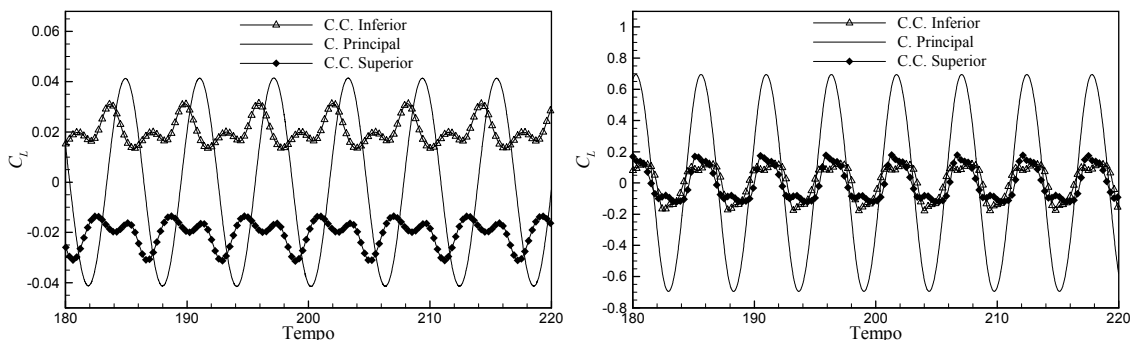 0.06
0.04
0.02
0
-0.02
-0.04
C_L
C.C. Inferior
C. Principal
C.C. Superior
180
190
200
210
220
Tempo
1
0.8
0.6
0.4
0.2
0
-0.2
-0.4
-0.6
-0.8
C_L
C.C. Inferior
C. Principal
C.C. Superior
180
190
200
210
220
Tempo